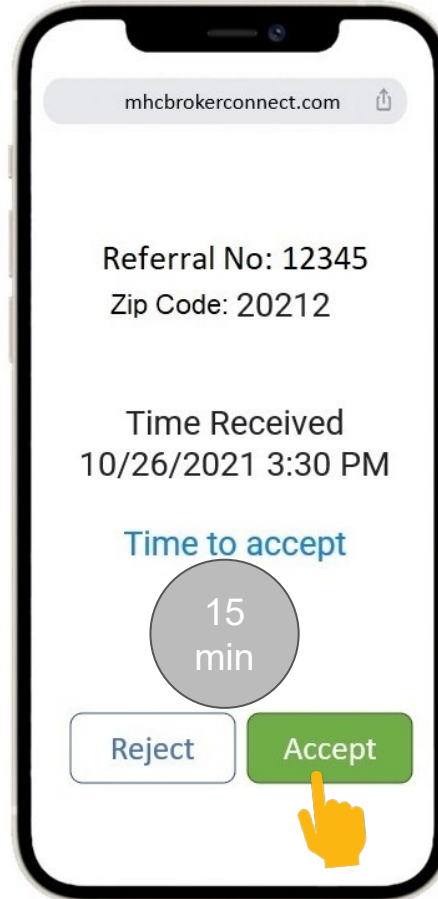 mhcbrokerconnect.com
Referral No: 12345
Zip Code: 20212
Time Received
10/26/2021 3:30 PM
Time to accept
15
min
Reject Accept